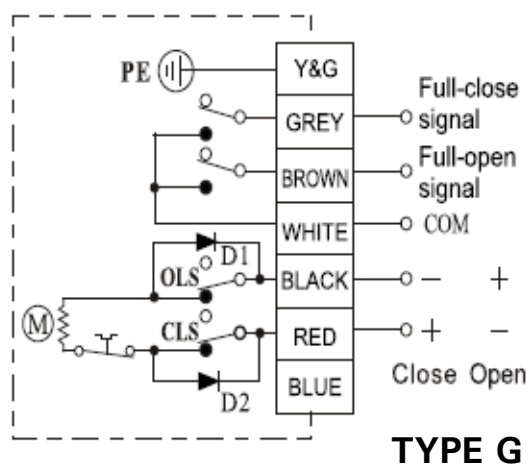 PE Y&G
Full-close
GREY signal
Full-open
BROWN signal
WHITE COM
D1
OLS BLACK − +
M CLS RED + −
Close Open
D2 BLUE
TYPE G